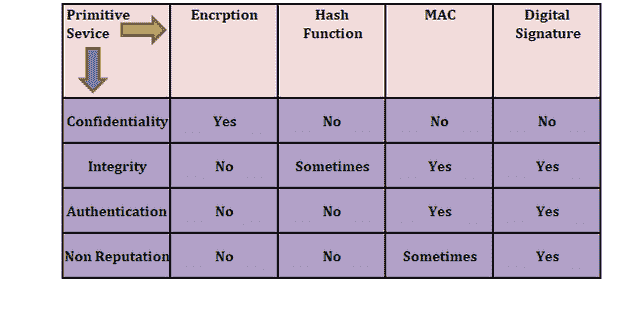 Primitive Encrption Hash MAC Digital
Sevice Function Signature
Confidentiality Yes No No No
Integrity No Sometimes Yes Yes
Authentication No No Yes Yes
Non Reputation No No Sometimes Yes